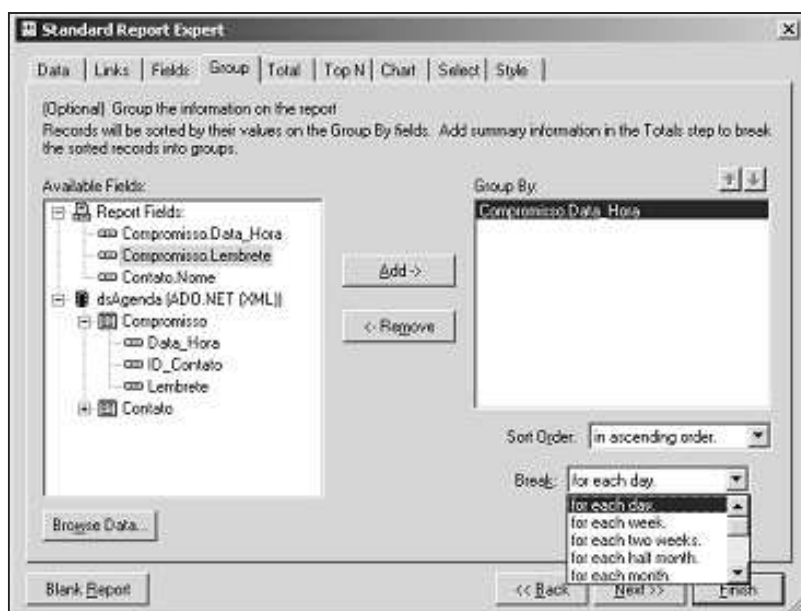 Standard Report Expert
Data Links Fields Group Total Top N Chart Select Style
(Optional) Group the information on the report
Records will be sorted by their values on the Group By fields. Add summary information in the Totals step to break
the sorted records into groups.
Available Fields:
Report Fields:
Compromisso.Data_Hora
Compromisso.Lembrete
Contato.Nome
dsAgenda (ADO.NET (XML))
Compromisso
Data_Hora
ID_Contato
Lembrete
Contato
Browse Data...
Add ->
<- Remove
Group By:
Compromisso.Data_Hora
Sort Order: in ascending order.
Break: for each day.
for each day.
for each week.
for each two weeks.
for each half month.
for each month.
Blank Report
<< Back Next >> Finish